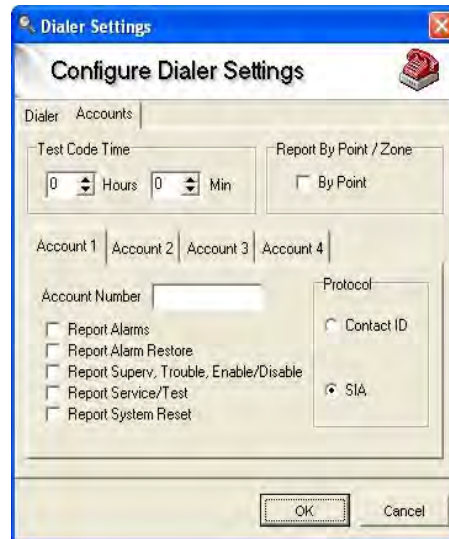 Dialer Settings
Configure Dialer Settings
Dialer Accounts
Test Code Time
0 Hours 0 Min
Report By Point / Zone
By Point
Account 1 Account 2 Account 3 Account 4
Account Number
Report Alarms
Report Alarm Restore
Report Superv, Trouble, Enable/Disable
Report Service/Test
Report System Reset
Protocol
Contact ID
SIA
OK Cancel